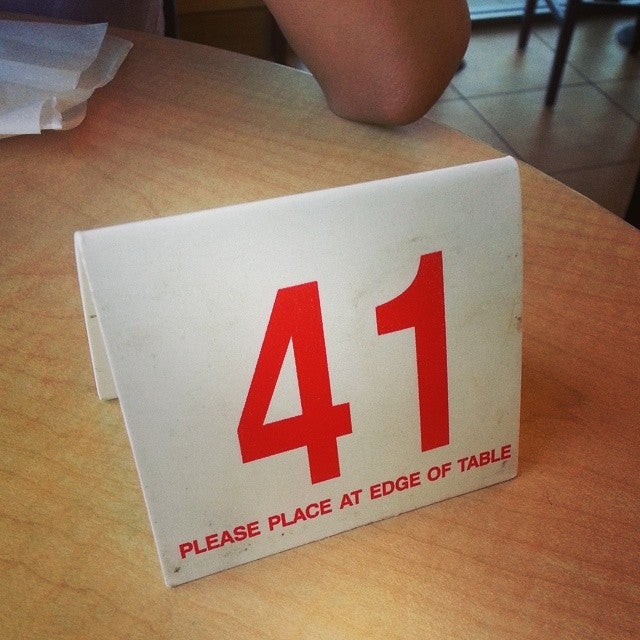 41
PLEASE PLACE AT EDGE OF TABLE